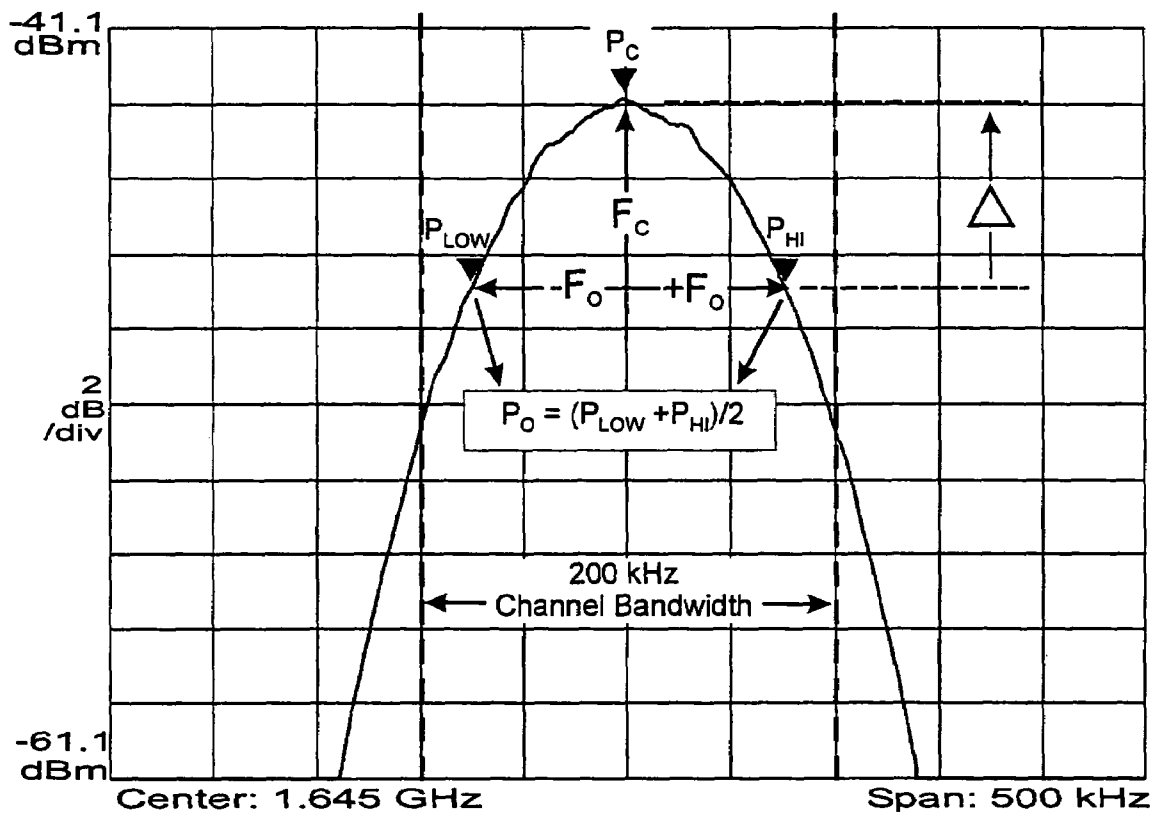 -41.1
dBm
P_C
F_C
△
P_LOW
P_HI
-F_O
+F_O
2
dB
/div
P_O = (P_LOW +P_HI)/2
200 kHz
Channel Bandwidth
-61.1
dBm
Center: 1.645 GHz
Span: 500 kHz